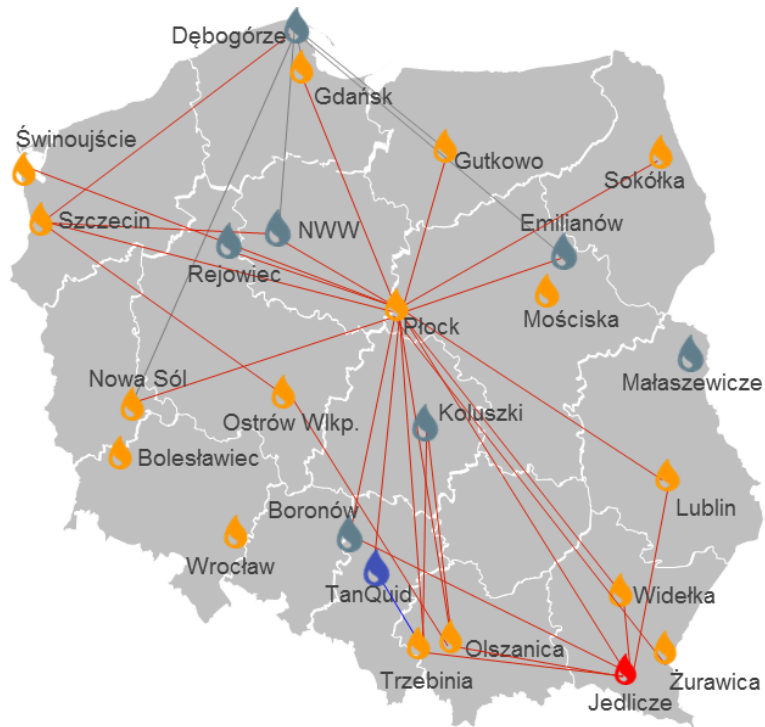 Dębogórze
Gdańsk
Świnoujście
Gutkowo
Sokółka
Szczecin
NWW
Emilianów
Rejowiec
Mościska
Płock
Małaszewicze
Nowa Sól
Ostrów Wlkp.
Koluszki
Bolesławiec
Boronów
Lublin
Wrocław
TanQuid
Widełka
Olszanica
Trzebinia
Żurawica
Jedlicze